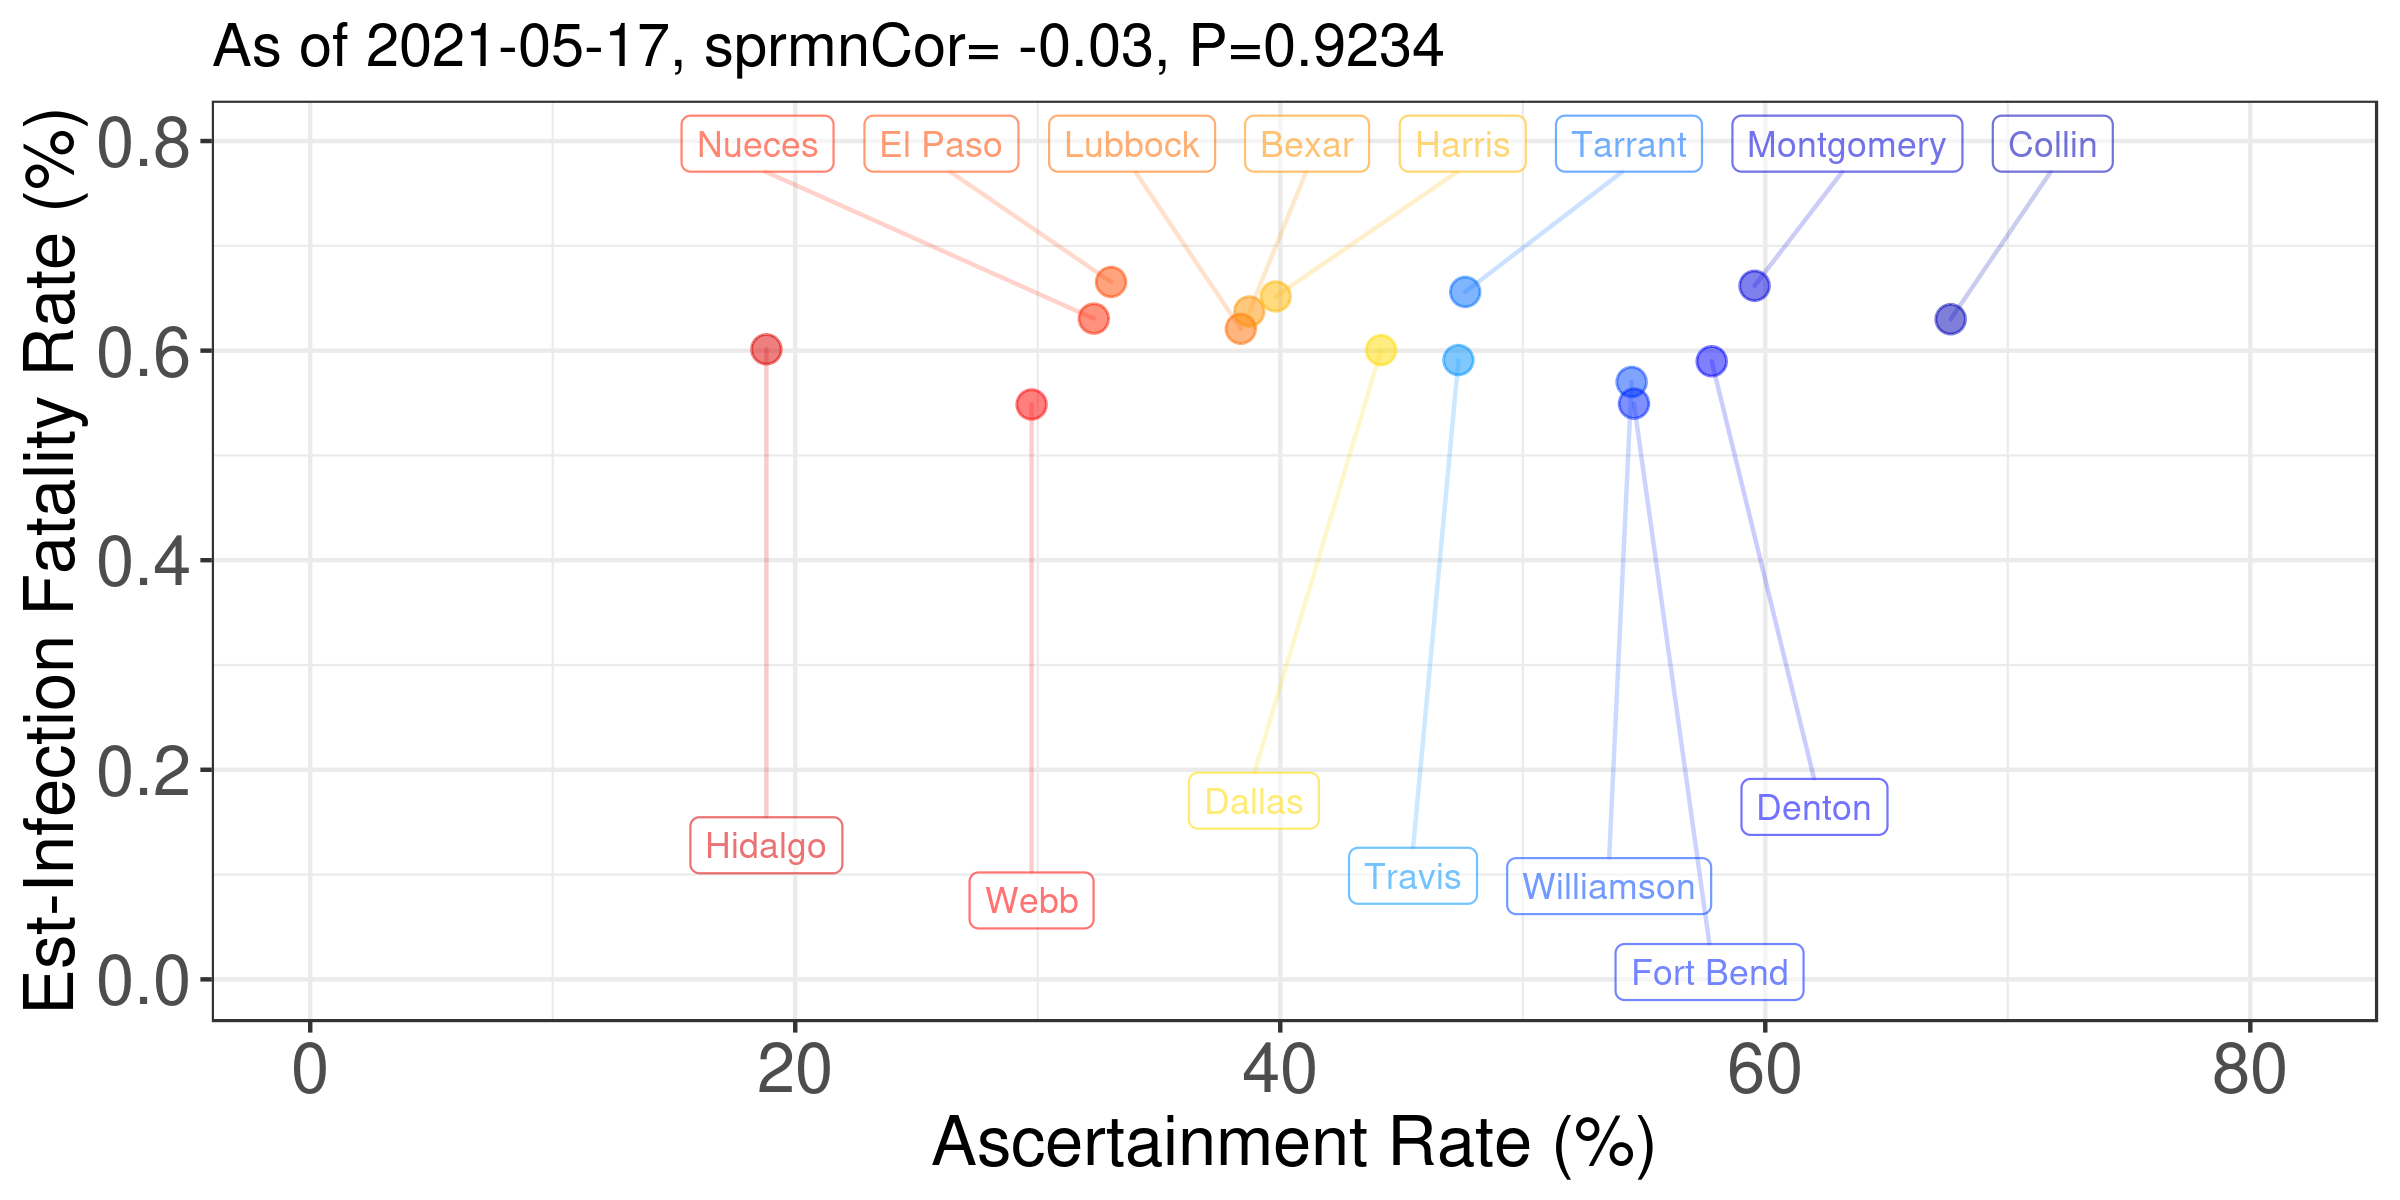 As of 2021-05-17, sprmnCor= -0.03, P=0.9234
Est-Infection Fatality Rate (%)
0.8
0.6
0.4
0.2
0.0
Nueces
El Paso
Lubbock
Bexar
Harris
Tarrant
Montgomery
Collin
Dallas
Denton
Hidalgo
Travis
Williamson
Webb
Fort Bend
0
20
40
60
80
Ascertainment Rate (%)